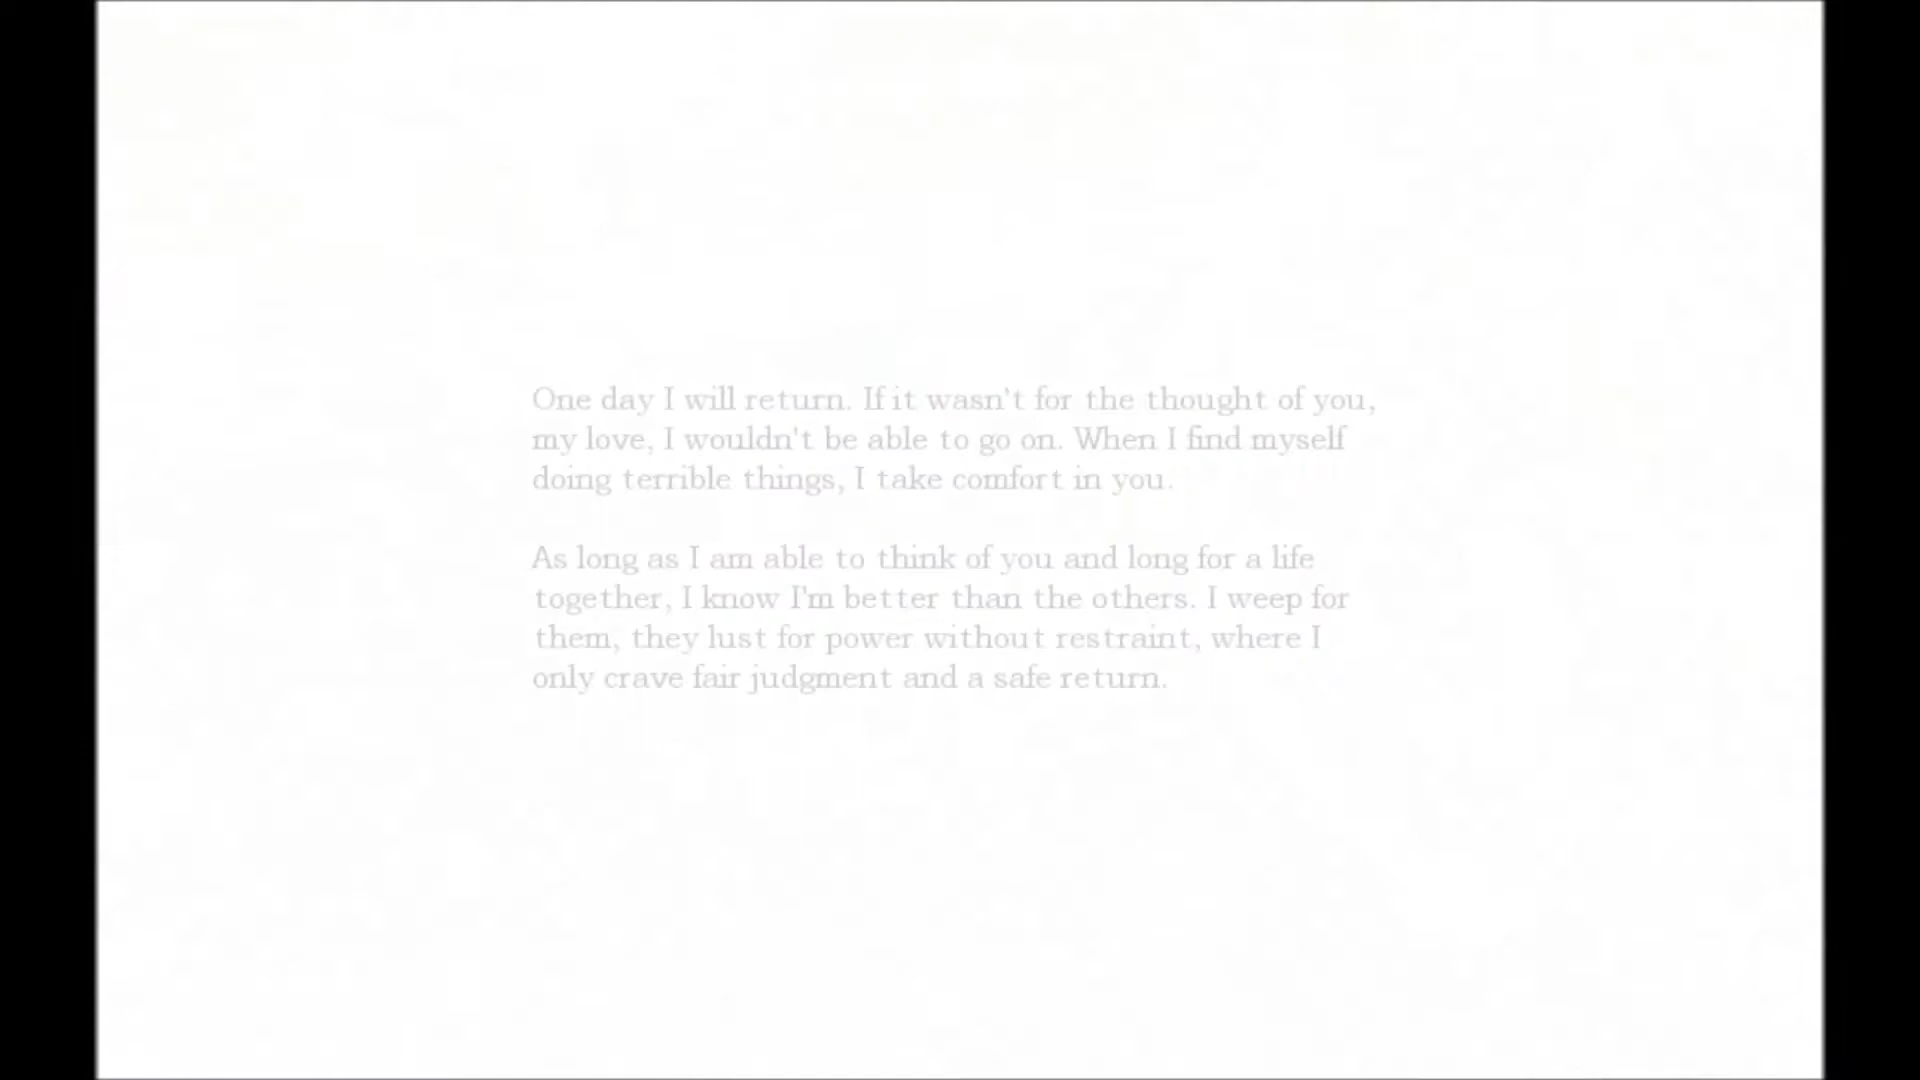 One day I will return. If it wasn't for the thought of you,
my love, I wouldn't be able to go on. When I find myself
doing terrible things, I take comfort in you.
As long as I am able to think of you and long for a life
together, I know I'm better than the others. I weep for
them, they lust for power without restraint, where I
only crave fair judgment and a safe return.